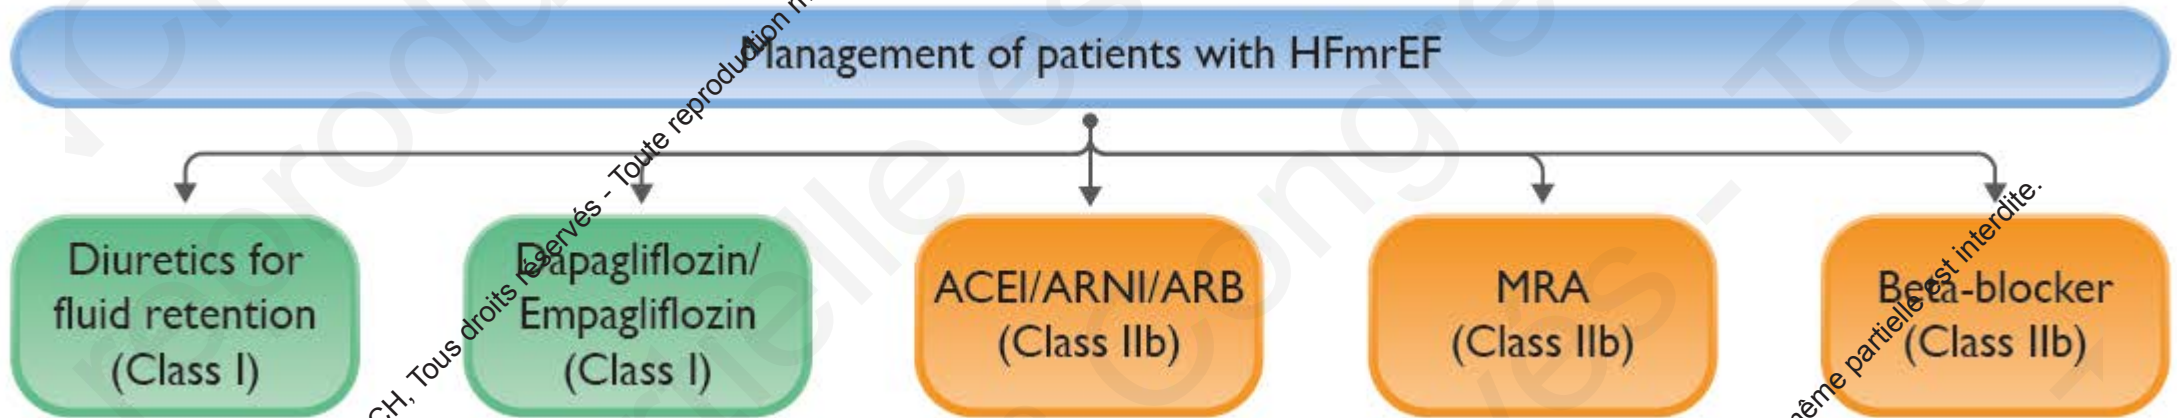 Management of patients with HFmrEF
Diuretics for
fluid retention
(Class I)
Dapagliflozin/
Empagliflozin
(Class I)
ACEI/ARNI/ARB
(Class IIb)
MRA
(Class IIb)
Beta-blocker
(Class IIb)
CH, Tous droits réservés - Toute reproduction
même partielle est interdite.